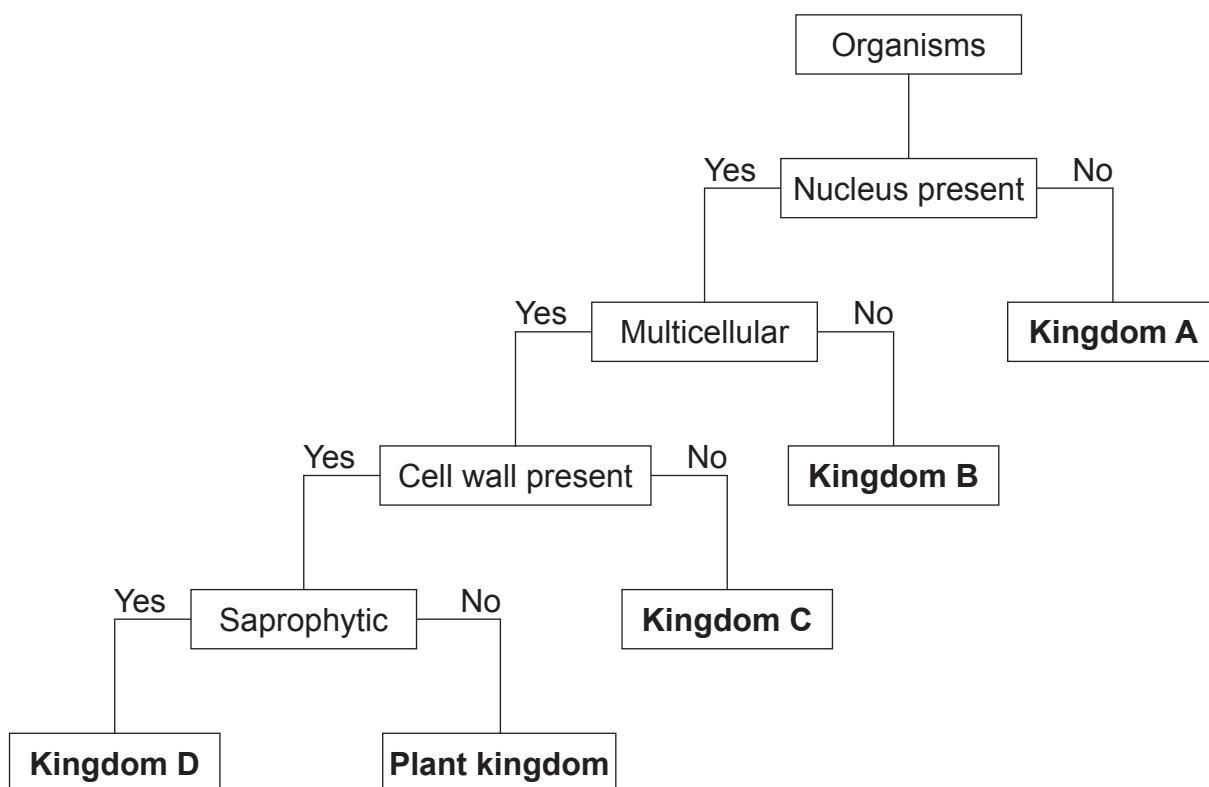 Organisms
Yes
Nucleus present
No
Yes
Multicellular
No
Kingdom A
Yes
Cell wall present
No
Kingdom B
Yes
Saprophytic
No
Kingdom C
Kingdom D
Plant kingdom